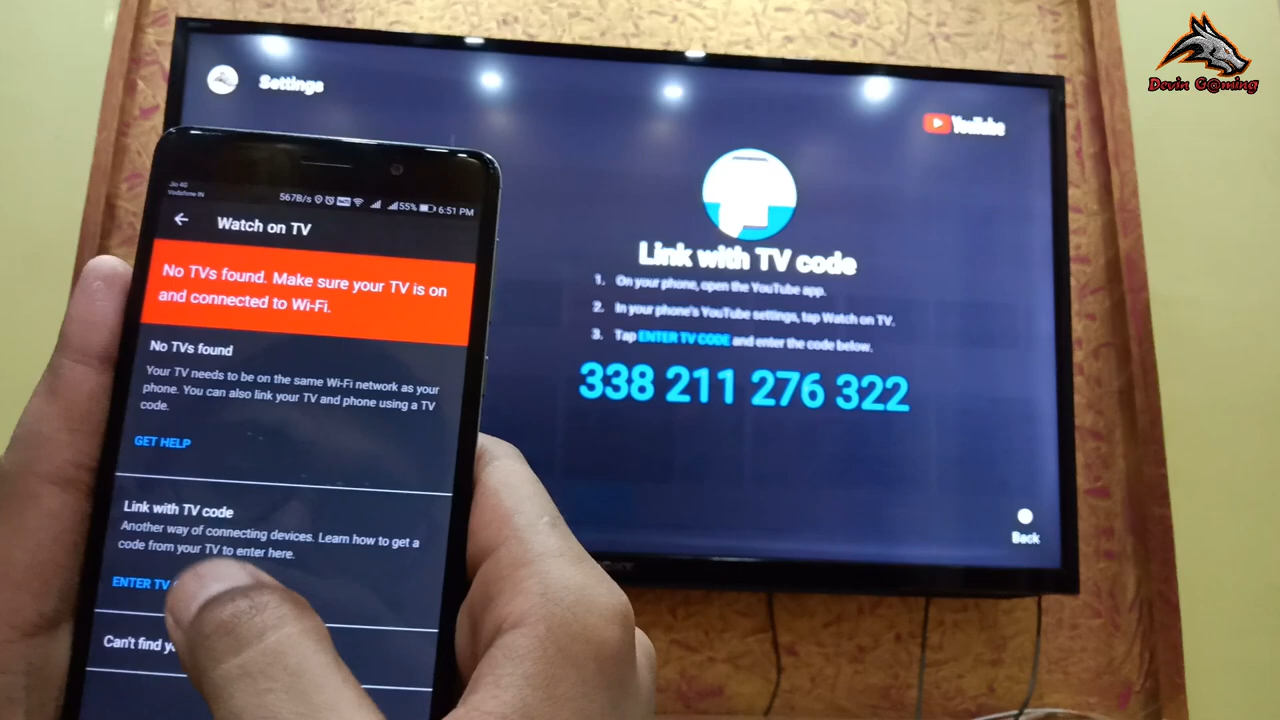 Devin G@ming
Settings
YouTube
Link with TV code
1. On your phone, open the YouTube app.
2. In your phone's YouTube settings, tap Watch on TV.
3. Tap ENTER TV CODE and enter the code below.
338 211 276 322
Back
Jio 4G
Vodafone IN
567B/s 55% 6:51 PM
Watch on TV
No TVs found. Make sure your TV is on
and connected to Wi-Fi.
No TVs found
Your TV needs to be on the same Wi-Fi network as your
phone. You can also link your TV and phone using a TV
code.
GET HELP
Link with TV code
Another way of connecting devices. Learn how to get a
code from your TV to enter here.
ENTER TV
Can't find